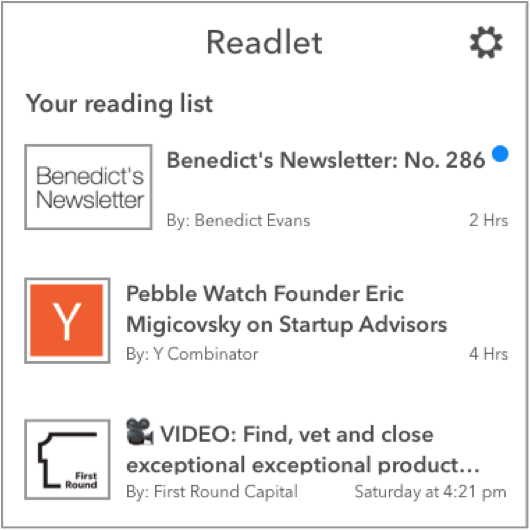 Readlet
Your reading list
Benedict's
Newsletter
Benedict's Newsletter: No. 286
By: Benedict Evans
2 Hrs
Y
Pebble Watch Founder Eric
Migicovsky on Startup Advisors
By: Y Combinator
4 Hrs
First
Round
🎥 VIDEO: Find, vet and close
exceptional exceptional product…
By: First Round Capital
Saturday at 4:21 pm